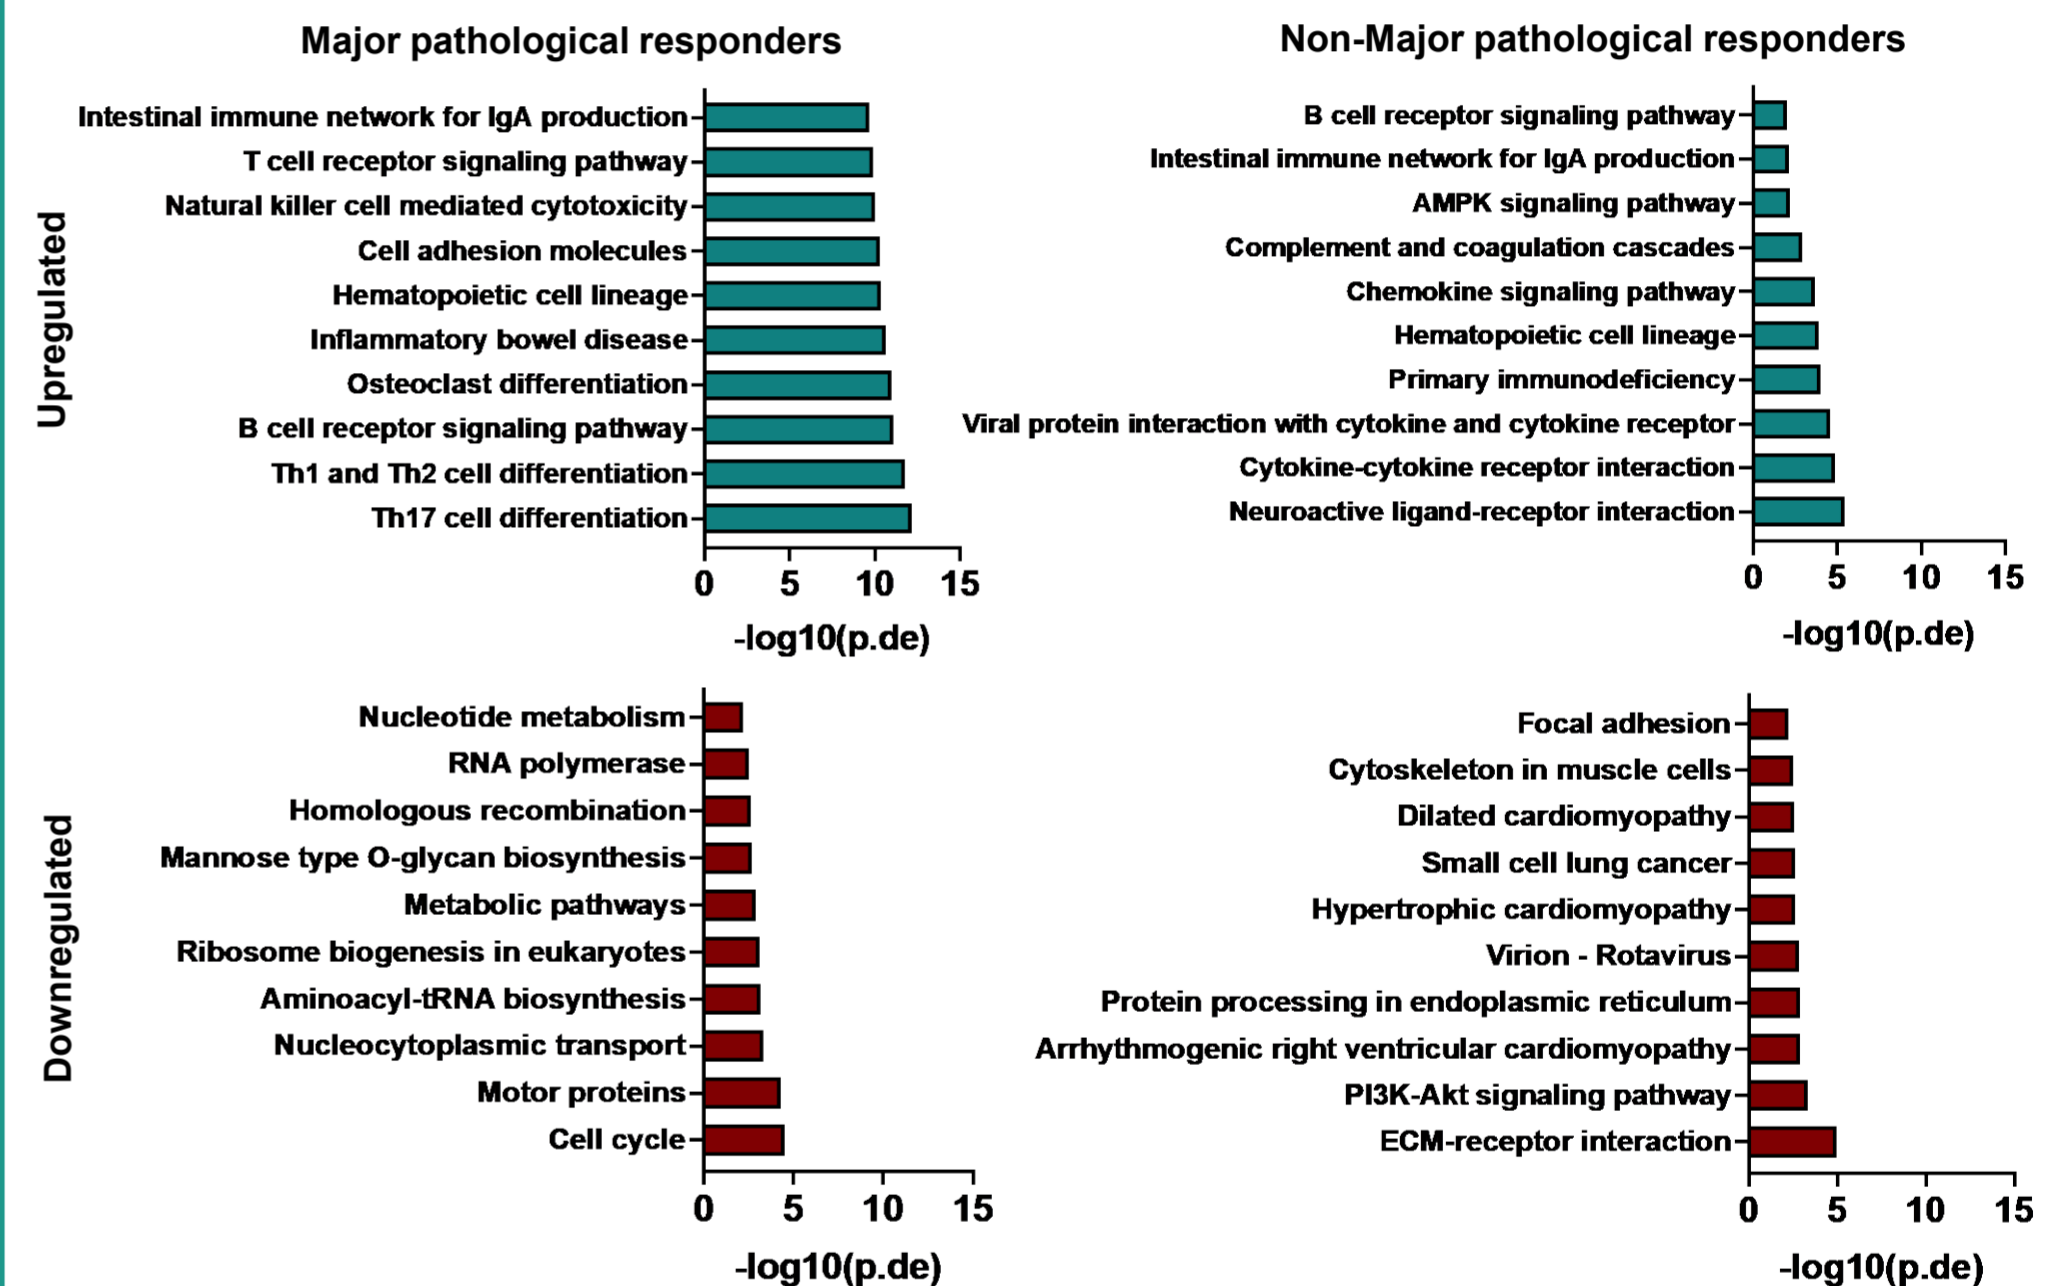 Major pathological responders
Non-Major pathological responders
Upregulated
Intestinal immune network for IgA production
T cell receptor signaling pathway
Natural killer cell mediated cytotoxicity
Cell adhesion molecules
Hematopoietic cell lineage
Inflammatory bowel disease
Osteoclast differentiation
B cell receptor signaling pathway
Th1 and Th2 cell differentiation
Th17 cell differentiation
0 5 10 15
-log10(p.de)
B cell receptor signaling pathway
Intestinal immune network for IgA production
AMPK signaling pathway
Complement and coagulation cascades
Chemokine signaling pathway
Hematopoietic cell lineage
Primary immunodeficiency
Viral protein interaction with cytokine and cytokine receptor
Cytokine-cytokine receptor interaction
Neuroactive ligand-receptor interaction
0 5 10 15
-log10(p.de)
Downregulated
Nucleotide metabolism
RNA polymerase
Homologous recombination
Mannose type O-glycan biosynthesis
Metabolic pathways
Ribosome biogenesis in eukaryotes
Aminoacyl-tRNA biosynthesis
Nucleocytoplasmic transport
Motor proteins
Cell cycle
0 5 10 15
-log10(p.de)
Focal adhesion
Cytoskeleton in muscle cells
Dilated cardiomyopathy
Small cell lung cancer
Hypertrophic cardiomyopathy
Virion - Rotavirus
Protein processing in endoplasmic reticulum
Arrhythmogenic right ventricular cardiomyopathy
PI3K-Akt signaling pathway
ECM-receptor interaction
0 5 10 15
-log10(p.de)